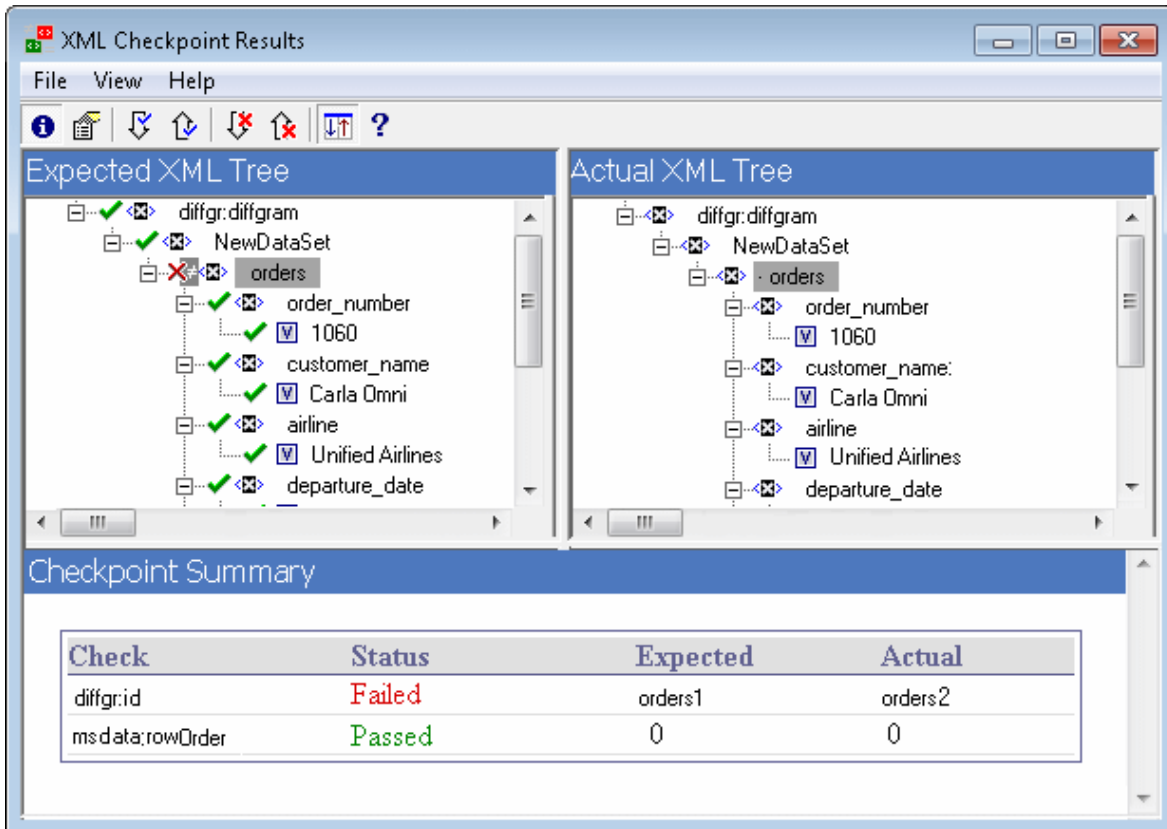 XML Checkpoint Results
File View Help
Expected XML Tree
diffgr:diffgram
NewDataSet
orders
order_number
1060
customer_name
Carla Omni
airline
Unified Airlines
departure_date
Actual XML Tree
diffgr:diffgram
NewDataSet
· orders
order_number
1060
customer_name:
Carla Omni
airline
Unified Airlines
departure_date
Checkpoint Summary
Check Status Expected Actual
diffgr:id Failed orders1 orders2
msdata:rowOrder Passed 0 0